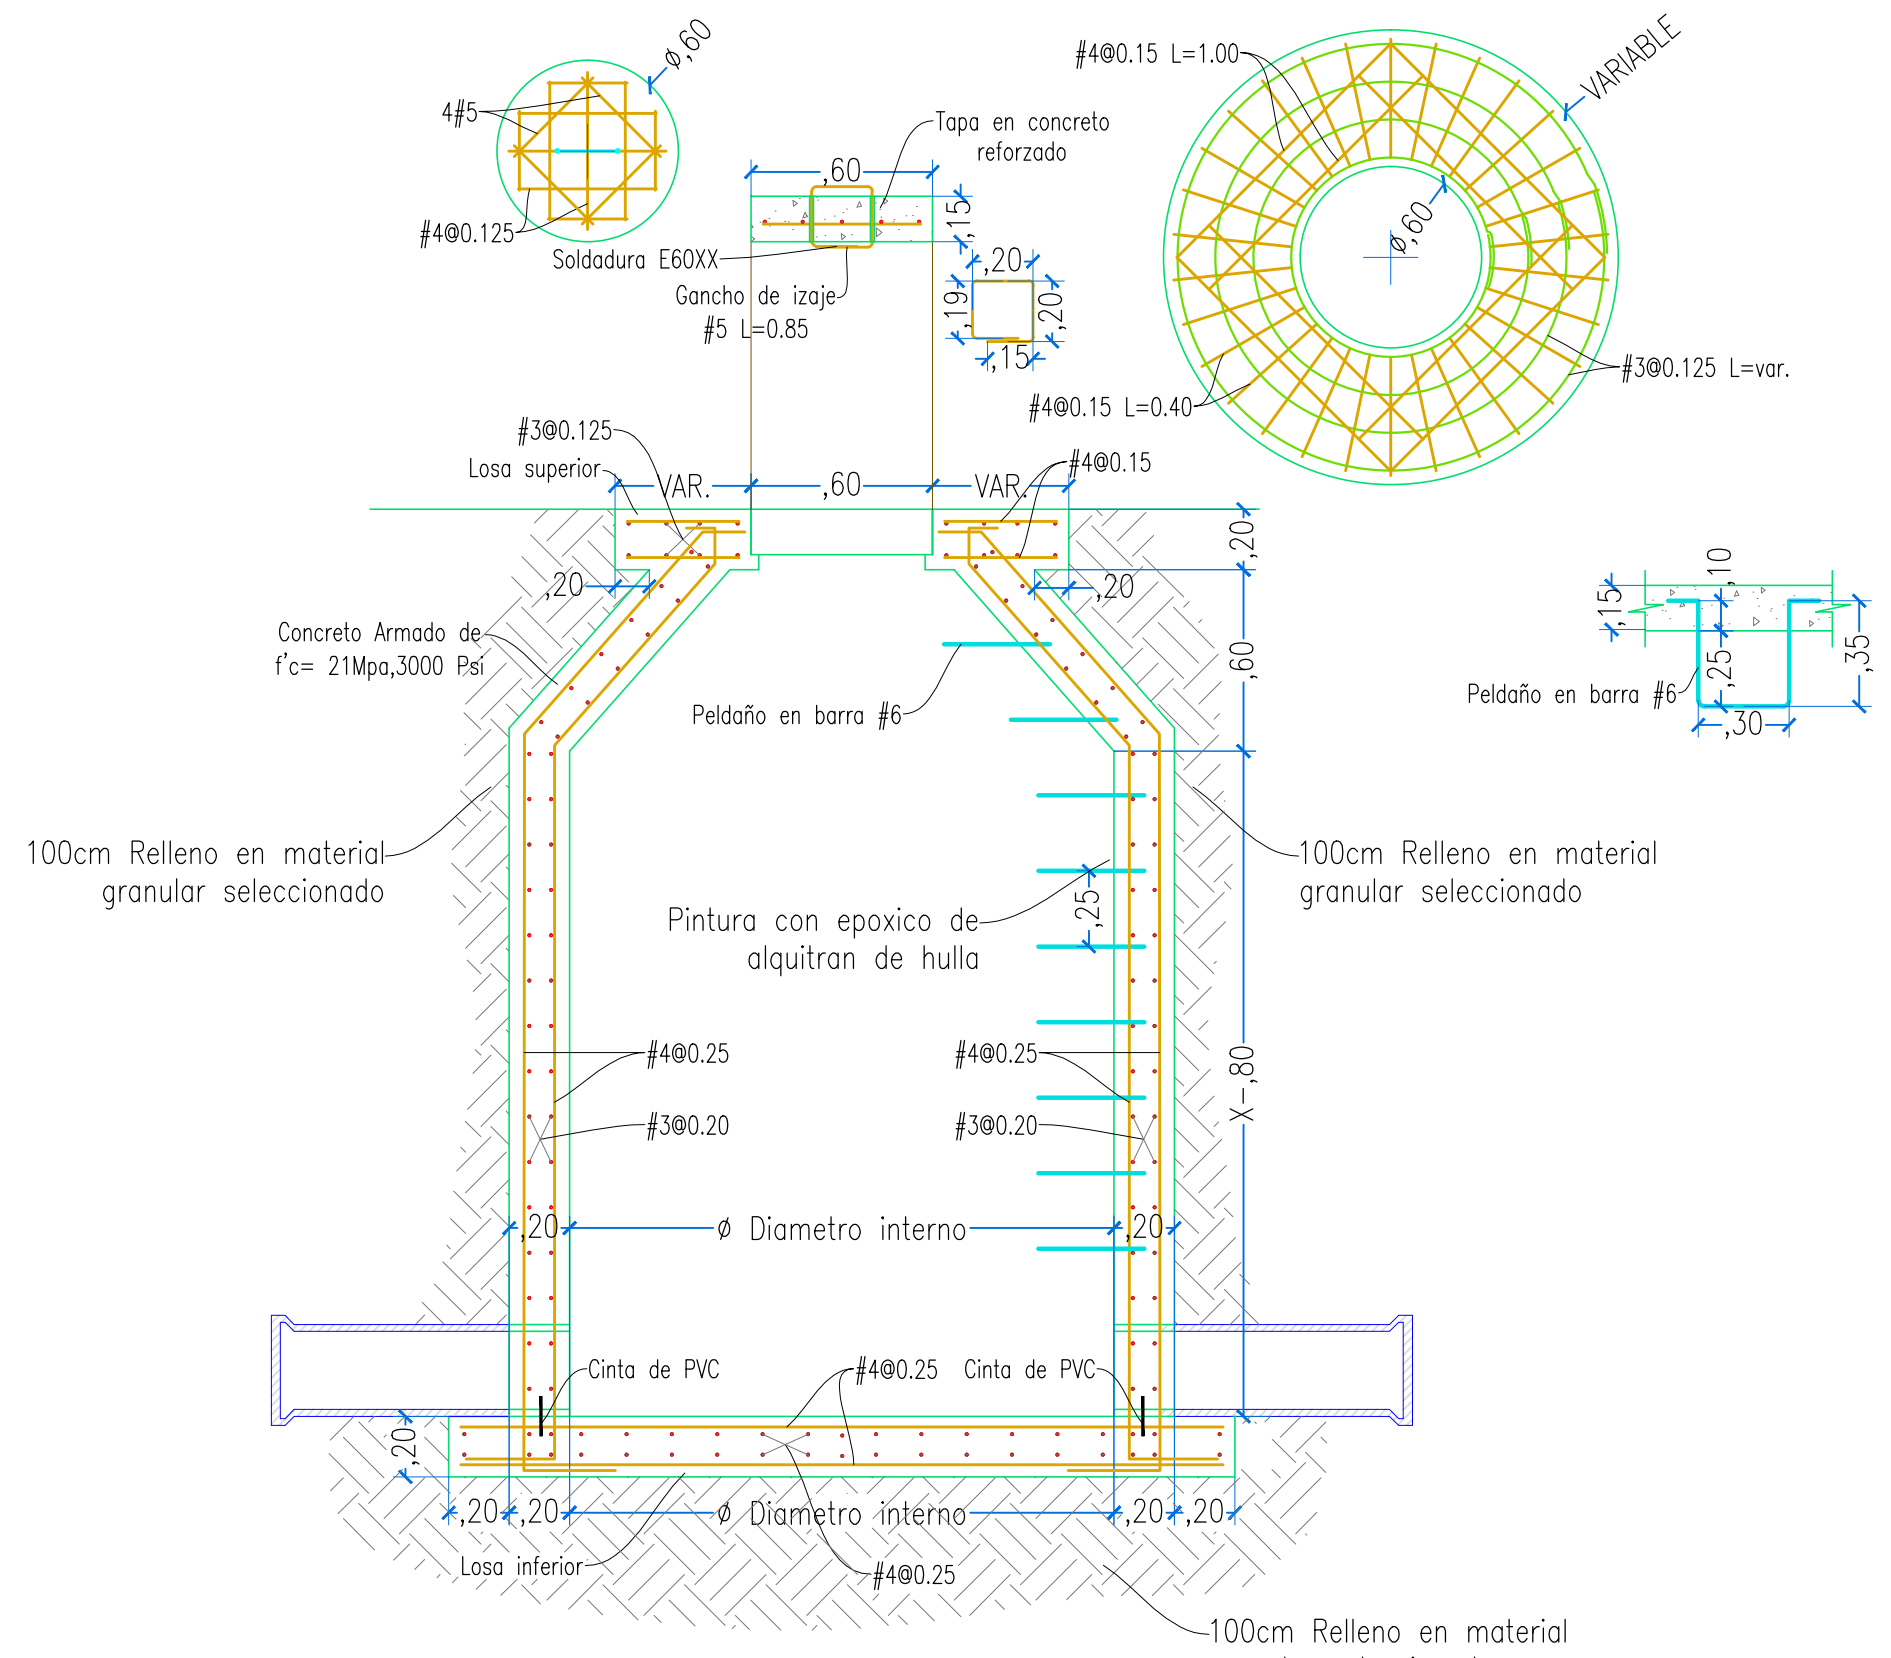 ø,60
4#5
#4@0.125
,60
Tapa en concreto
reforzado
,15
Soldadura E60XX
Gancho de izaje
#5 L=0.85
,20
,19
,20
,15
#4@0.15 L=1.00
VARIABLE
ø,60
#3@0.125 L=var.
#4@0.15 L=0.40
#3@0.125
Losa superior
#4@0.15
VAR.
,60
VAR.
,20
,20
,20
Concreto Armado de
f'c= 21Mpa,3000 Psi
,60
Peldaño en barra #6
,15
,10
,25
,35
Peldaño en barra #6
,30
100cm Relleno en material
granular seleccionado
100cm Relleno en material
granular seleccionado
Pintura con epoxico de
alquitran de hulla
,25
#4@0.25
#4@0.25
X-,80
#3@0.20
#3@0.20
,20
ø Diametro interno
,20
Cinta de PVC
#4@0.25
Cinta de PVC
,20
,20
,20
ø Diametro interno
,20
,20
Losa inferior
#4@0.25
100cm Relleno en material